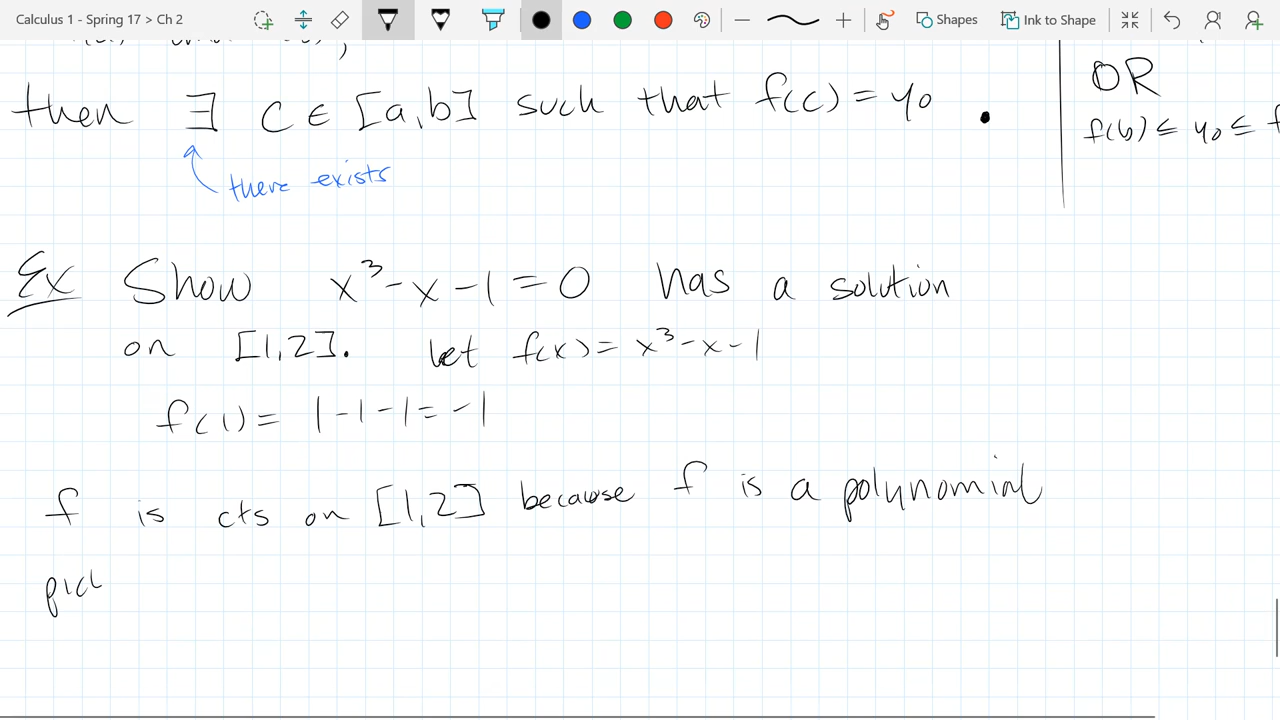 Calculus 1 - Spring 17 > Ch 2
Shapes
Ink to Shape
then ∃ c ∈ [a,b] such that f(c) = y₀ .
there exists
OR
f(b) ≤ y₀ ≤ f
Ex Show x³ - x - 1 = 0 has a solution
on [1,2]. let f(x) = x³ - x - 1
f(1) = 1 - 1 - 1 = -1
f is cts on [1,2] because f is a polynomial